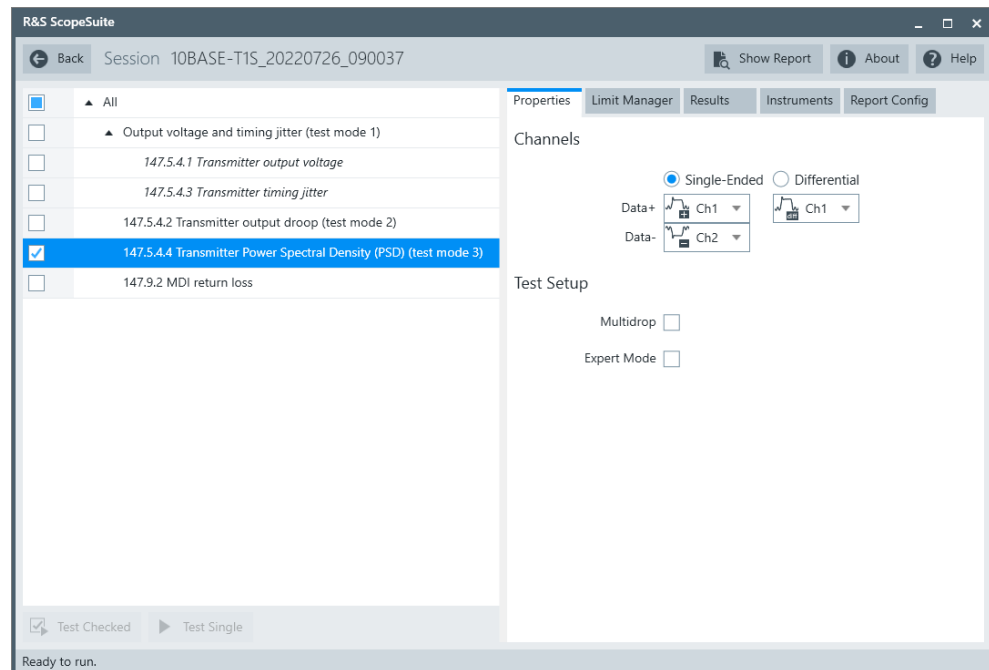 R&S ScopeSuite
Back Session 10BASE-T1S_20220726_090037 Show Report About Help
All
Output voltage and timing jitter (test mode 1)
147.5.4.1 Transmitter output voltage
147.5.4.3 Transmitter timing jitter
147.5.4.2 Transmitter output droop (test mode 2)
147.5.4.4 Transmitter Power Spectral Density (PSD) (test mode 3)
147.9.2 MDI return loss
Test Checked Test Single
Properties Limit Manager Results Instruments Report Config
Channels
Single-Ended Differential
Data+ Ch1 diff Ch1
Data- Ch2
Test Setup
Multidrop
Expert Mode
Ready to run.